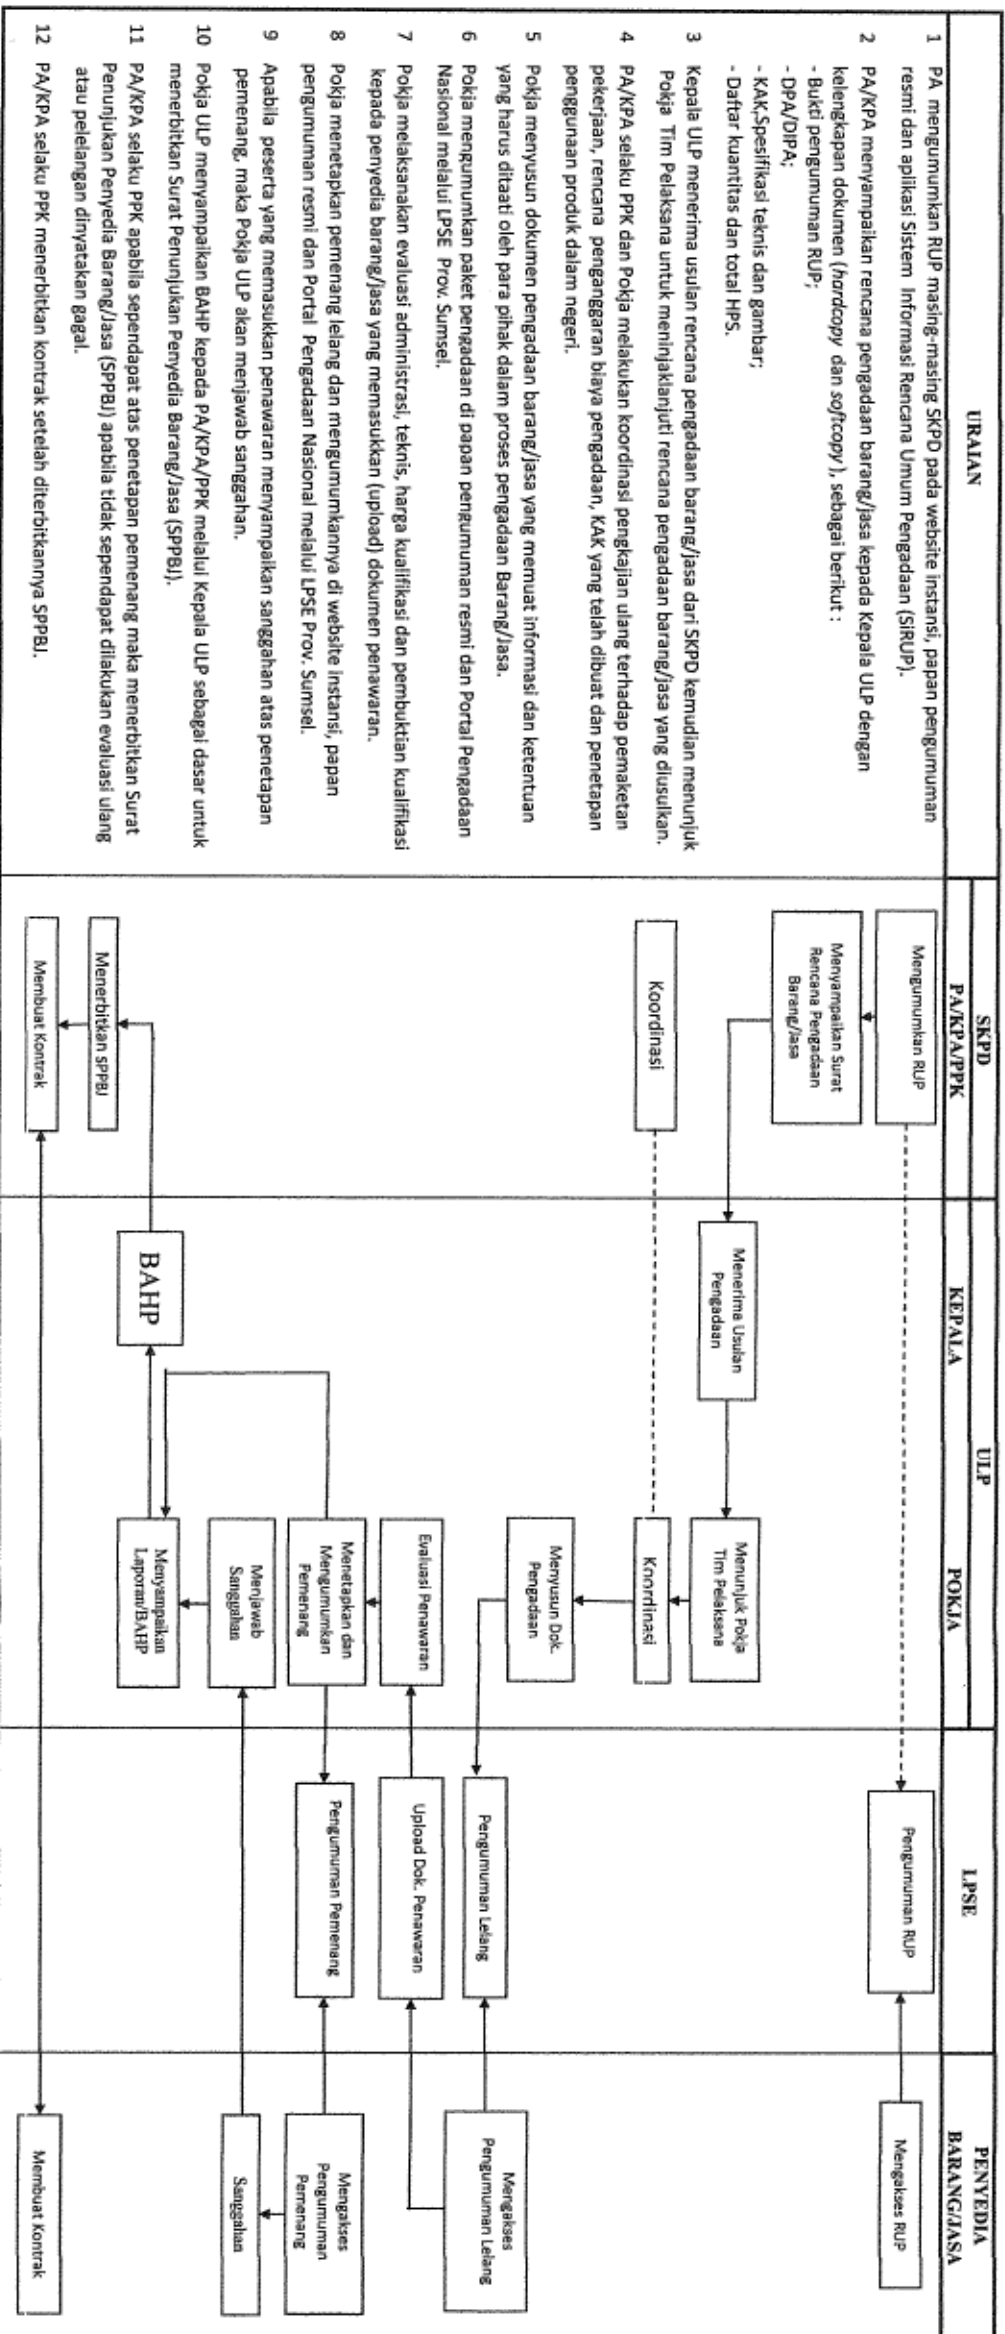 URAIAN
SKPD
PA/KPA/PPK
ULP
KEPALA
POKJA
LPSE
PENYEDIA
BARANG/JASA
1 PA mengumumkan RUP masing-masing SKPD pada website instansi, papan pengumuman
resmi dan aplikasi Sistem Informasi Rencana Umum Pengadaan (SiRUP).
2 PA/KPA menyampaikan rencana pengadaan barang/jasa kepada Kepala ULP dengan
kelengkapan dokumen (hardcopy dan softcopy), sebagai berikut :
- Bukti pengumuman RUP;
- DPA/DIPA;
- KAK,Spesifikasi teknis dan gambar;
- Daftar kuantitas dan total HPS.
3 Kepala ULP menerima usulan rencana pengadaan barang/jasa dari SKPD kemudian menunjuk
Pokja Tim Pelaksana untuk meninjaklanjuti rencana pengadaan barang/jasa yang diusulkan.
4 PA/KPA selaku PPK dan Pokja melakukan koordinasi pengkajian ulang terhadap pemaketan
pekerjaan, rencana penganggaran biaya pengadaan, KAK yang telah dibuat dan penetapan
penggunaan produk dalam negeri.
5 Pokja menyusun dokumen pengadaan barang/jasa yang memuat informasi dan ketentuan
yang harus ditaati oleh para pihak dalam proses pengadaan Barang/Jasa.
6 Pokja mengumumkan paket pengadaan di papan pengumuman resmi dan Portal Pengadaan
Nasional melalui LPSE Prov. Sumsel.
7 Pokja melaksanakan evaluasi administrasi, teknis, harga kualifikasi dan pembuktian kualifikasi
kepada penyedia barang/jasa yang memasukkan (upload) dokumen penawaran.
8 Pokja menetapkan pemenang lelang dan mengumumkannya di website instansi, papan
pengumuman resmi dan Portal Pengadaan Nasional melalui LPSE Prov. Sumsel.
9 Apabila peserta yang memasukkan penawaran menyampaikan sanggahan atas penetapan
pemenang, maka Pokja ULP akan menjawab sanggahan.
10 Pokja ULP menyampaikan BAHP kepada PA/KPA/PPK melalui Kepala ULP sebagai dasar untuk
menerbitkan Surat Penunjukan Penyedia Barang/Jasa (SPPBJ).
11 PA/KPA selaku PPK apabila sependapat atas penetapan pemenang maka menerbitkan Surat
Penunjukan Penyedia Barang/Jasa (SPPBJ) apabila tidak sependapat dilakukan evaluasi ulang
atau pelelangan dinyatakan gagal.
12 PA/KPA selaku PPK menerbitkan kontrak setelah diterbitkannya SPPBJ.
Mengumumkan RUP
Pengumuman RUP
Mengakses RUP
Menyampaikan Surat
Rencana Pengadaan
Barang/Jasa
Menerima Usulan
Pengadaan
Menunjuk Pokja
Tim Pelaksana
Koordinasi
Koordinasi
Menyusun Dok.
Pengadaan
Pengumuman Lelang
Mengakses
Pengumuman Lelang
Evaluasi Penawaran
Upload Dok. Penawaran
Menetapkan dan
Mengumumkan
Pemenang
Pengumuman Pemenang
Mengakses
Pengumuman
Pemenang
Menjawab
Sanggahan
Sanggahan
BAHP
Menyampaikan
Laporan/BAHP
Menerbitkan SPPBJ
Membuat Kontrak
Membuat Kontrak